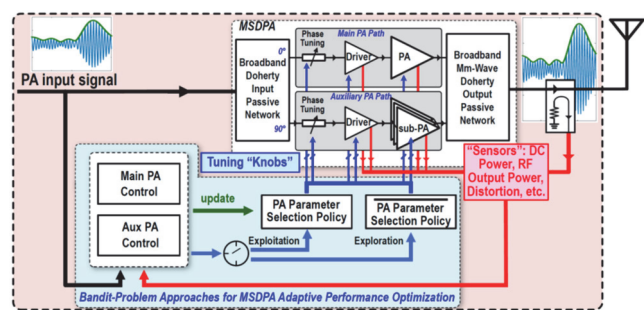 MSDPA
PA input signal
0°
90°
Broadband
Doherty
Input
Passive
Network
Main PA Path
Phase
Tuning
Driver
PA
Auxiliary PA Path
Phase
Tuning
Driver
sub-PA
Broadband
Mm-Wave
Doherty
Output
Passive
Network
Tuning “Knobs”
“Sensors”: DC
Power, RF
Output Power,
Distortion, etc.
Main PA
Control
Aux PA
Control
update
PA Parameter
Selection Policy
PA Parameter
Selection Policy
Exploitation
Exploration
Bandit-Problem Approaches for MSDPA Adaptive Performance Optimization